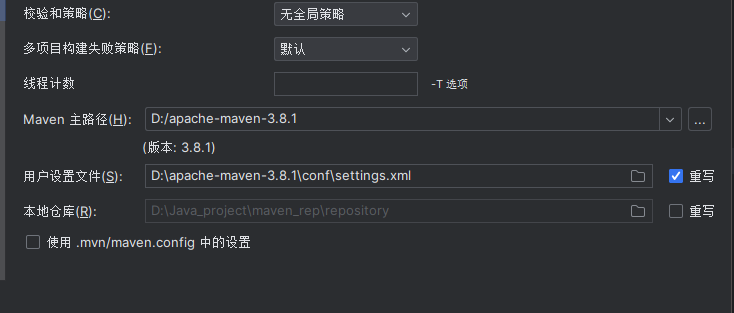 校验和策略(C): 无全局策略
多项目构建失败策略(F): 默认
线程计数 -T 选项
Maven 主路径(H): D:/apache-maven-3.8.1 ...
(版本: 3.8.1)
用户设置文件(S): D:\apache-maven-3.8.1\conf\settings.xml 重写
本地仓库(R): D:\Java_project\maven_rep\repository 重写
使用 .mvn/maven.config 中的设置